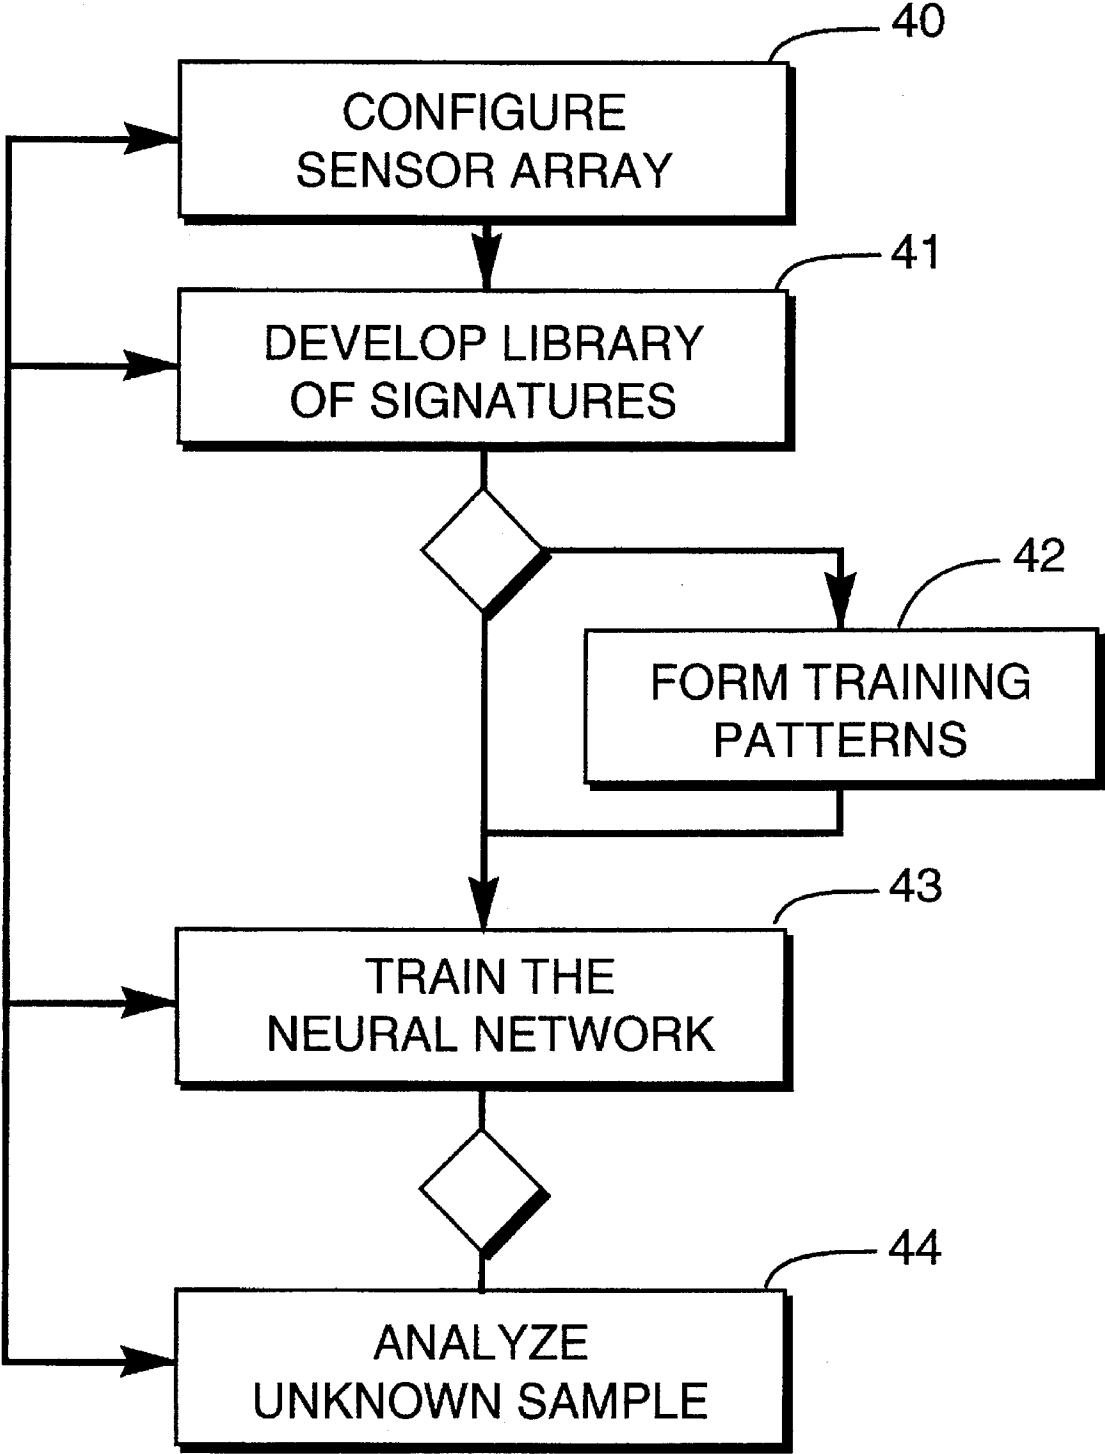 40
CONFIGURE
SENSOR ARRAY
41
DEVELOP LIBRARY
OF SIGNATURES
42
FORM TRAINING
PATTERNS
43
TRAIN THE
NEURAL NETWORK
44
ANALYZE
UNKNOWN SAMPLE